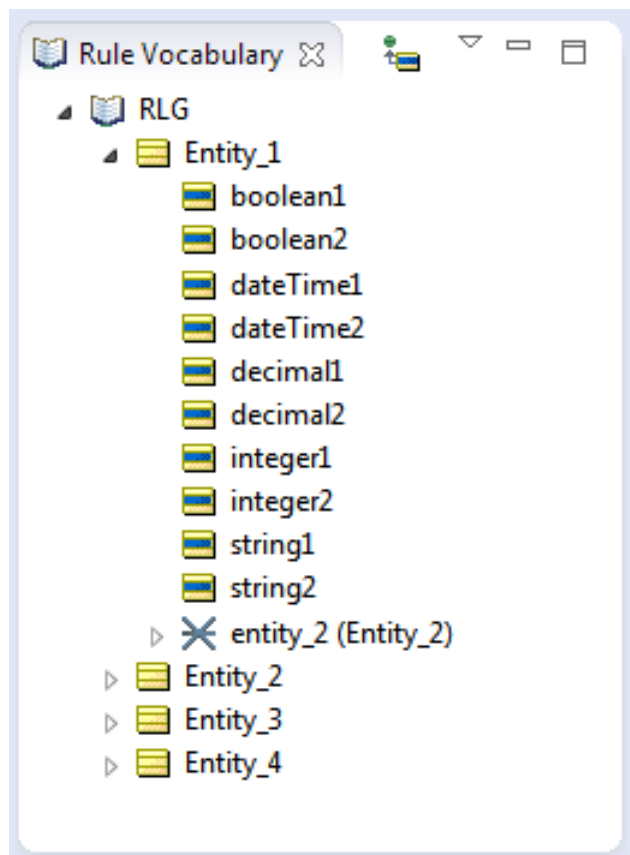 Rule Vocabulary
RLG
Entity_1
boolean1
boolean2
dateTime1
dateTime2
decimal1
decimal2
integer1
integer2
string1
string2
entity_2 (Entity_2)
Entity_2
Entity_3
Entity_4